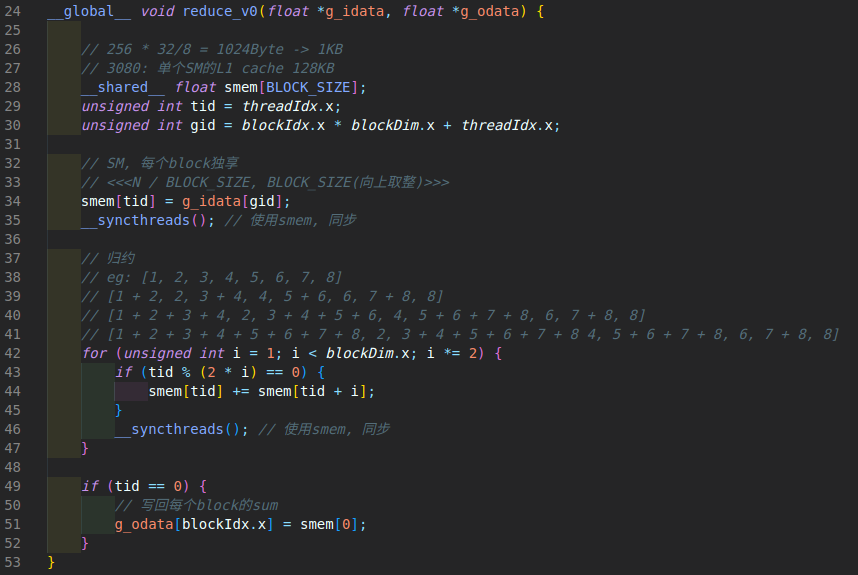 24 __global__ void reduce_v0(float *g_idata, float *g_odata) {
25
26     // 256 * 32/8 = 1024Byte -> 1KB
27     // 3080: 单个SM的L1 cache 128KB
28     __shared__ float smem[BLOCK_SIZE];
29     unsigned int tid = threadIdx.x;
30     unsigned int gid = blockIdx.x * blockDim.x + threadIdx.x;
31
32     // SM, 每个block独享
33     // <<<N / BLOCK_SIZE, BLOCK_SIZE(向上取整)>>>
34     smem[tid] = g_idata[gid];
35     __syncthreads(); // 使用smem, 同步
36
37     // 归约
38     // eg: [1, 2, 3, 4, 5, 6, 7, 8]
39     // [1 + 2, 2, 3 + 4, 4, 5 + 6, 6, 7 + 8, 8]
40     // [1 + 2 + 3 + 4, 2, 3 + 4 + 5 + 6, 4, 5 + 6 + 7 + 8, 6, 7 + 8, 8]
41     // [1 + 2 + 3 + 4 + 5 + 6 + 7 + 8, 2, 3 + 4 + 5 + 6 + 7 + 8 4, 5 + 6 + 7 + 8, 6, 7 + 8, 8]
42     for (unsigned int i = 1; i < blockDim.x; i *= 2) {
43         if (tid % (2 * i) == 0) {
44             smem[tid] += smem[tid + i];
45         }
46         __syncthreads(); // 使用smem, 同步
47     }
48
49     if (tid == 0) {
50         // 写回每个block的sum
51         g_odata[blockIdx.x] = smem[0];
52     }
53 }